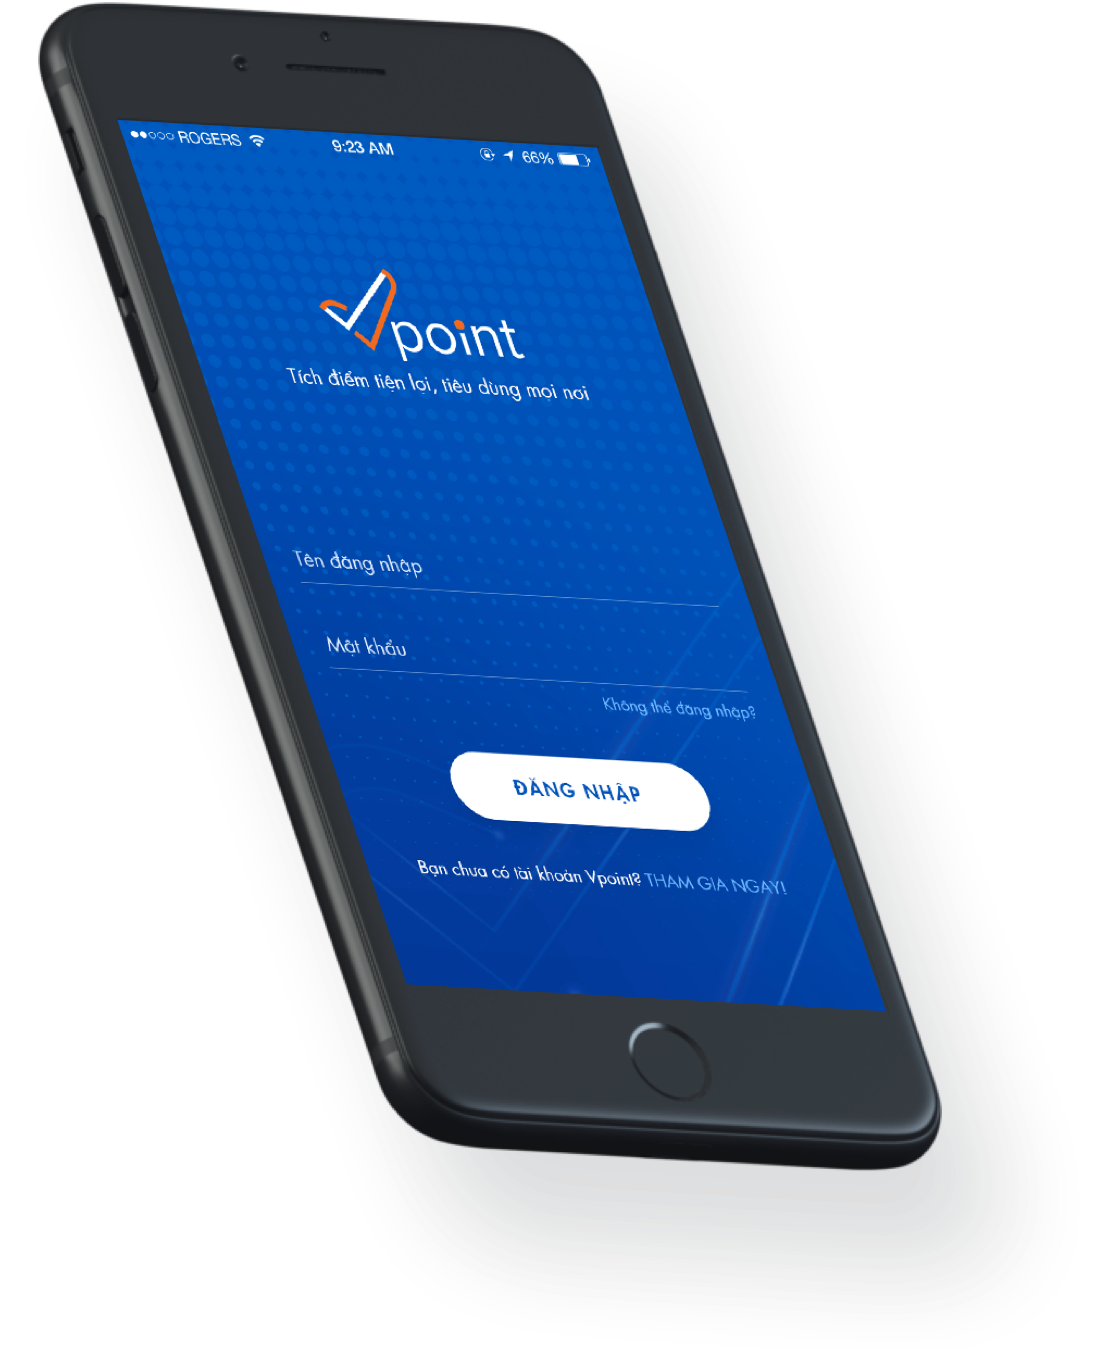 ROGERS 9:23 AM 66%
Vpoint
Tích điểm tiện lợi, tiêu dùng mọi nơi
Tên đăng nhập
Mật khẩu
Không thể đăng nhập?
ĐĂNG NHẬP
Bạn chưa có tài khoản Vpoint? THAM GIA NGAY!